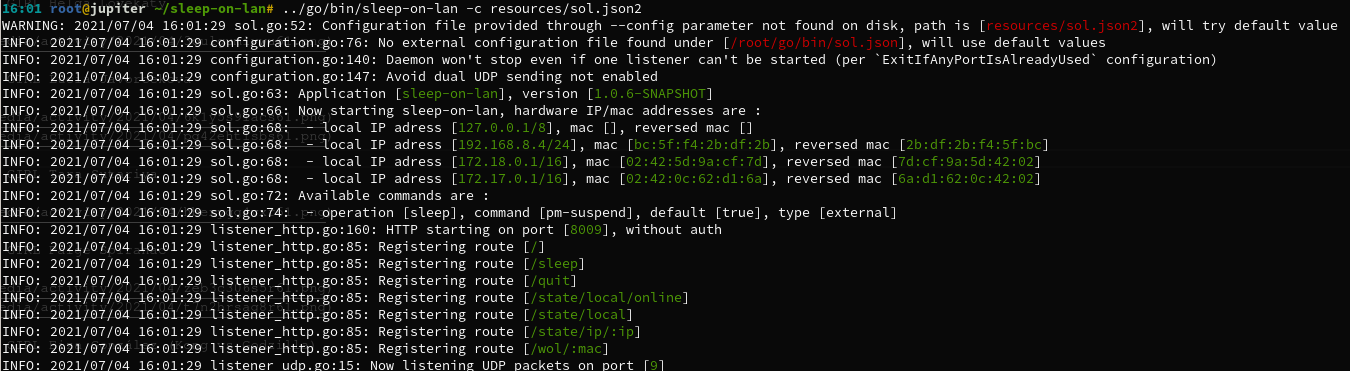 16:01 root@jupiter ~/sleep-on-lan# ../go/bin/sleep-on-lan -c resources/sol.json2
WARNING: 2021/07/04 16:01:29 sol.go:52: Configuration file provided through --config parameter not found on disk, path is [resources/sol.json2], will try default value
INFO: 2021/07/04 16:01:29 configuration.go:76: No external configuration file found under [/root/go/bin/sol.json], will use default values
INFO: 2021/07/04 16:01:29 configuration.go:140: Daemon won't stop even if one listener can't be started (per `ExitIfAnyPortIsAlreadyUsed` configuration)
INFO: 2021/07/04 16:01:29 configuration.go:147: Avoid dual UDP sending not enabled
INFO: 2021/07/04 16:01:29 sol.go:63: Application [sleep-on-lan], version [1.0.6-SNAPSHOT]
INFO: 2021/07/04 16:01:29 sol.go:66: Now starting sleep-on-lan, hardware IP/mac addresses are :
INFO: 2021/07/04 16:01:29 sol.go:68:  - local IP adress [127.0.0.1/8], mac [], reversed mac []
INFO: 2021/07/04 16:01:29 sol.go:68:  - local IP adress [192.168.8.4/24], mac [bc:5f:f4:2b:df:2b], reversed mac [2b:df:2b:f4:5f:bc]
INFO: 2021/07/04 16:01:29 sol.go:68:  - local IP adress [172.18.0.1/16], mac [02:42:5d:9a:cf:7d], reversed mac [7d:cf:9a:5d:42:02]
INFO: 2021/07/04 16:01:29 sol.go:68:  - local IP adress [172.17.0.1/16], mac [02:42:0c:62:d1:6a], reversed mac [6a:d1:62:0c:42:02]
INFO: 2021/07/04 16:01:29 sol.go:72: Available commands are :
INFO: 2021/07/04 16:01:29 sol.go:74:  - operation [sleep], command [pm-suspend], default [true], type [external]
INFO: 2021/07/04 16:01:29 listener_http.go:160: HTTP starting on port [8009], without auth
INFO: 2021/07/04 16:01:29 listener_http.go:85: Registering route [/]
INFO: 2021/07/04 16:01:29 listener_http.go:85: Registering route [/sleep]
INFO: 2021/07/04 16:01:29 listener_http.go:85: Registering route [/quit]
INFO: 2021/07/04 16:01:29 listener_http.go:85: Registering route [/state/local/online]
INFO: 2021/07/04 16:01:29 listener_http.go:85: Registering route [/state/local]
INFO: 2021/07/04 16:01:29 listener_http.go:85: Registering route [/state/ip/:ip]
INFO: 2021/07/04 16:01:29 listener_http.go:85: Registering route [/wol/:mac]
INFO: 2021/07/04 16:01:29 listener_udp.go:15: Now listening UDP packets on port [9]